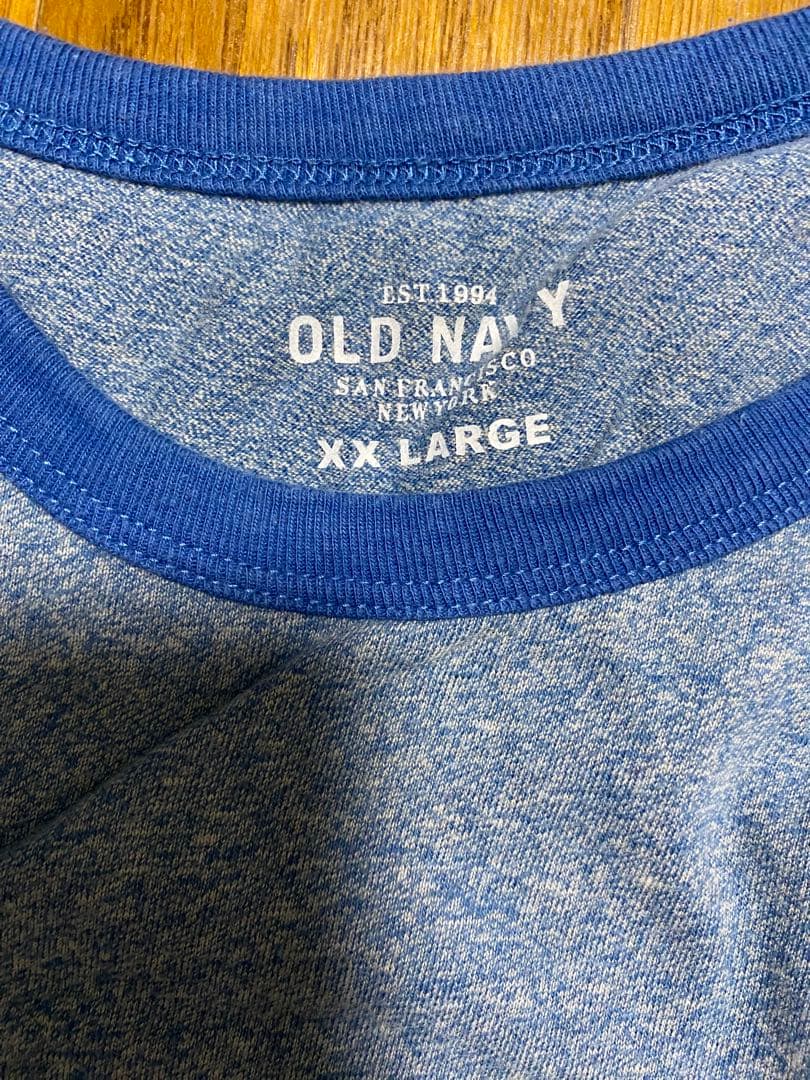 EST.1994
OLD NAVY
SAN FRANCISCO
NEW YORK
XX LARGE